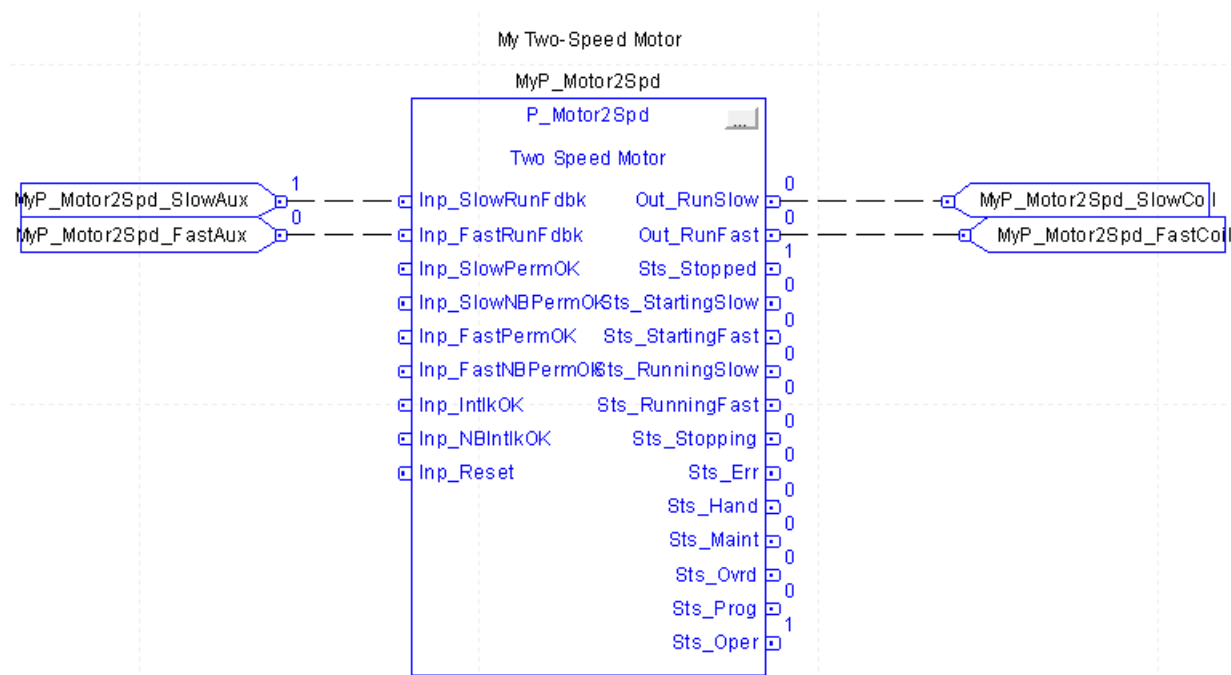 My Two-Speed Motor
MyP_Motor2Spd
P_Motor2Spd
...
Two Speed Motor
MyP_Motor2Spd_SlowAux 1 Inp_SlowRunFdbk Out_RunSlow 0 MyP_Motor2Spd_SlowCoil
MyP_Motor2Spd_FastAux 0 Inp_FastRunFdbk Out_RunFast 0 MyP_Motor2Spd_FastCoil
Inp_SlowPermOK Sts_Stopped 1
Inp_SlowNBPermOK Sts_StartingSlow 0
Inp_FastPermOK Sts_StartingFast 0
Inp_FastNBPermOK Sts_RunningSlow 0
Inp_IntlkOK Sts_RunningFast 0
Inp_NBIntlkOK Sts_Stopping 0
Inp_Reset Sts_Err 0
Sts_Hand 0
Sts_Maint 0
Sts_Ovrd 0
Sts_Prog 0
Sts_Oper 1